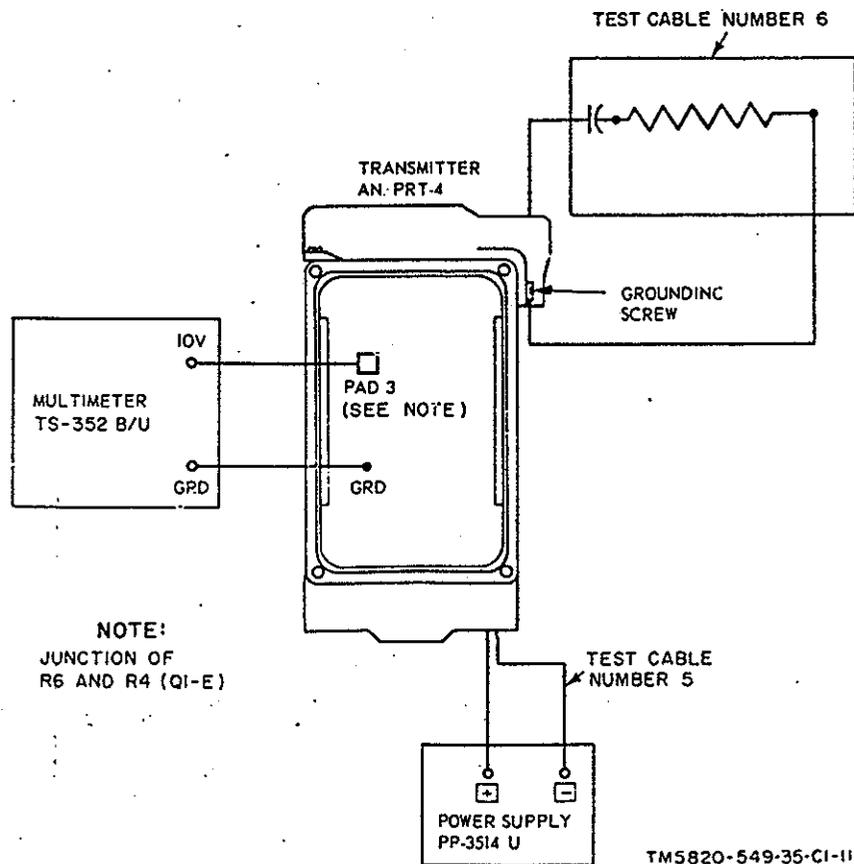 TEST CABLE NUMBER 6
TRANSMITTER
AN. PRT-4
GROUNDINC
SCREW
10V
MULTIMETER
TS-352 B/U
PAD 3
(SEE NOTE)
GRD
GRD
NOTE:
JUNCTION OF
R6 AND R4 (Q1-E)
TEST CABLE
NUMBER 5
+
−
POWER SUPPLY
PP-3514 U
TM5820-549-35-C1-11